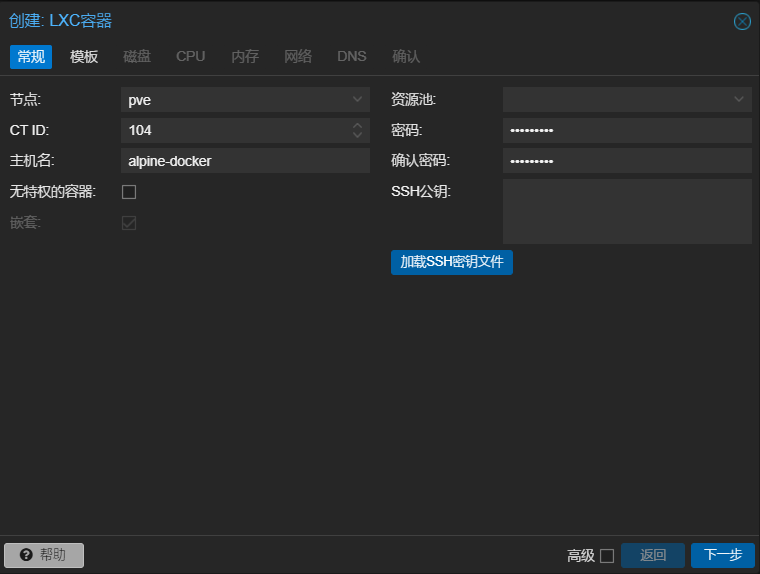 创建: LXC容器
常规 模板 磁盘 CPU 内存 网络 DNS 确认
节点: pve 资源池:
CT ID: 104 密码: •••••••••
主机名: alpine-docker 确认密码: •••••••••
无特权的容器: SSH公钥:
嵌套:
加载SSH密钥文件
帮助 高级 返回 下一步